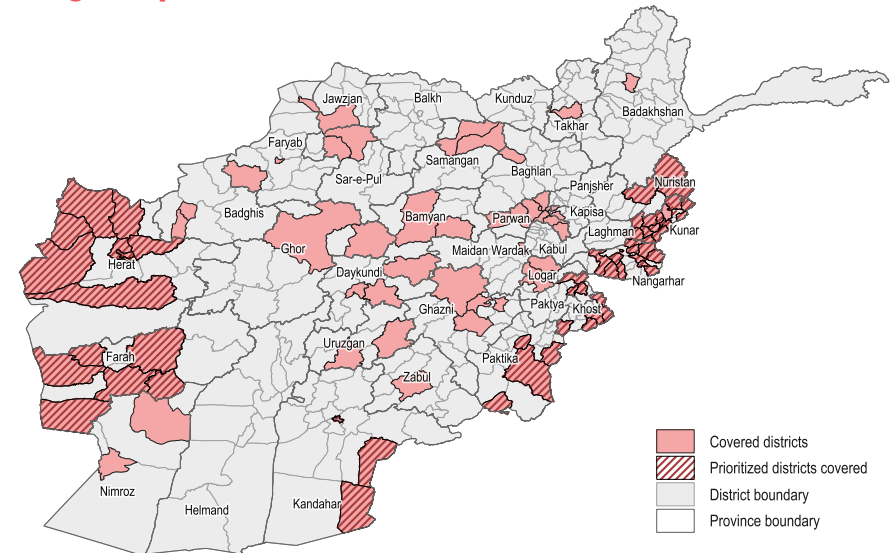 Jawzjan
Balkh
Kunduz
Badakhshan
Takhar
Faryab
Samangan
Baghlan
Sar-e-Pul
Panjsher
Nuristan
Badghis
Bamyan
Parwan
Kapisa
Laghman
Kunar
Ghor
Maidan Wardak
Kabul
Herat
Daykundi
Logar
Nangarhar
Ghazni
Paktya
Khost
Uruzgan
Farah
Paktika
Zabul
Nimroz
Helmand
Kandahar
Covered districts
Prioritized districts covered
District boundary
Province boundary